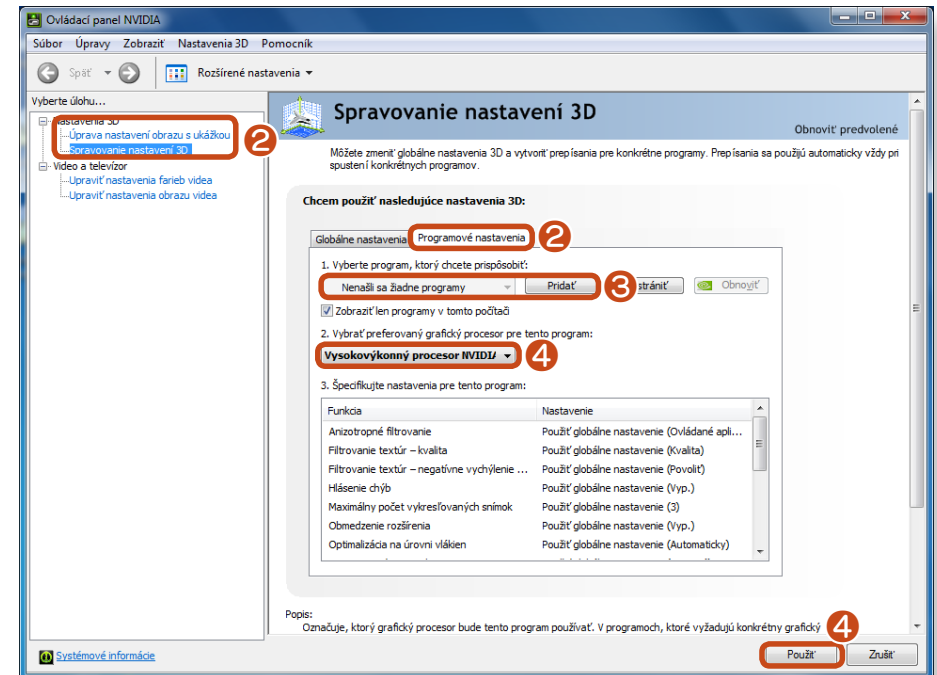 Ovládací panel NVIDIA
Súbor Úpravy Zobraziť Nastavenia 3D Pomocník
Späť Rozšírené nastavenia
Vyberte úlohu...
Nastavenia 3D
Úprava nastavení obrazu s ukážkou
Spravovanie nastavení 3D
2
Video a televízor
Upraviť nastavenia farieb videa
Upraviť nastavenia obrazu videa
Spravovanie nastavení 3D
Obnoviť predvolené
Môžete zmeniť globálne nastavenia 3D a vytvoriť prepísania pre konkrétne programy. Prepísania sa použijú automaticky vždy pri
spustení konkrétnych programov.
Chcem použiť nasledujúce nastavenia 3D:
Globálne nastavenia Programové nastavenia 2
1. Vyberte program, ktorý chcete prispôsobiť:
Nenašli sa žiadne programy Pridať 3 strániť Obnoviť
Zobraziť len programy v tomto počítači
2. Vybrať preferovaný grafický procesor pre tento program:
Vysokovýkonný procesor NVIDIA 4
3. Špecifikujte nastavenia pre tento program:
Funkcia Nastavenie
Anizotropné filtrovanie Použiť globálne nastavenie (Ovládané apli...
Filtrovanie textúr – kvalita Použiť globálne nastavenie (Kvalita)
Filtrovanie textúr – negatívne vychýlenie ... Použiť globálne nastavenie (Povoliť)
Hlásenie chýb Použiť globálne nastavenie (Vyp.)
Maximálny počet vykresľovaných snímok Použiť globálne nastavenie (3)
Obmedzenie rozšírenia Použiť globálne nastavenie (Vyp.)
Optimalizácia na úrovni vlákien Použiť globálne nastavenie (Automaticky)
Popis:
Označuje, ktorý grafický procesor bude tento program používať. V programoch, ktoré vyžadujú konkrétny grafický
4
Systémové informácie
Použiť Zrušiť